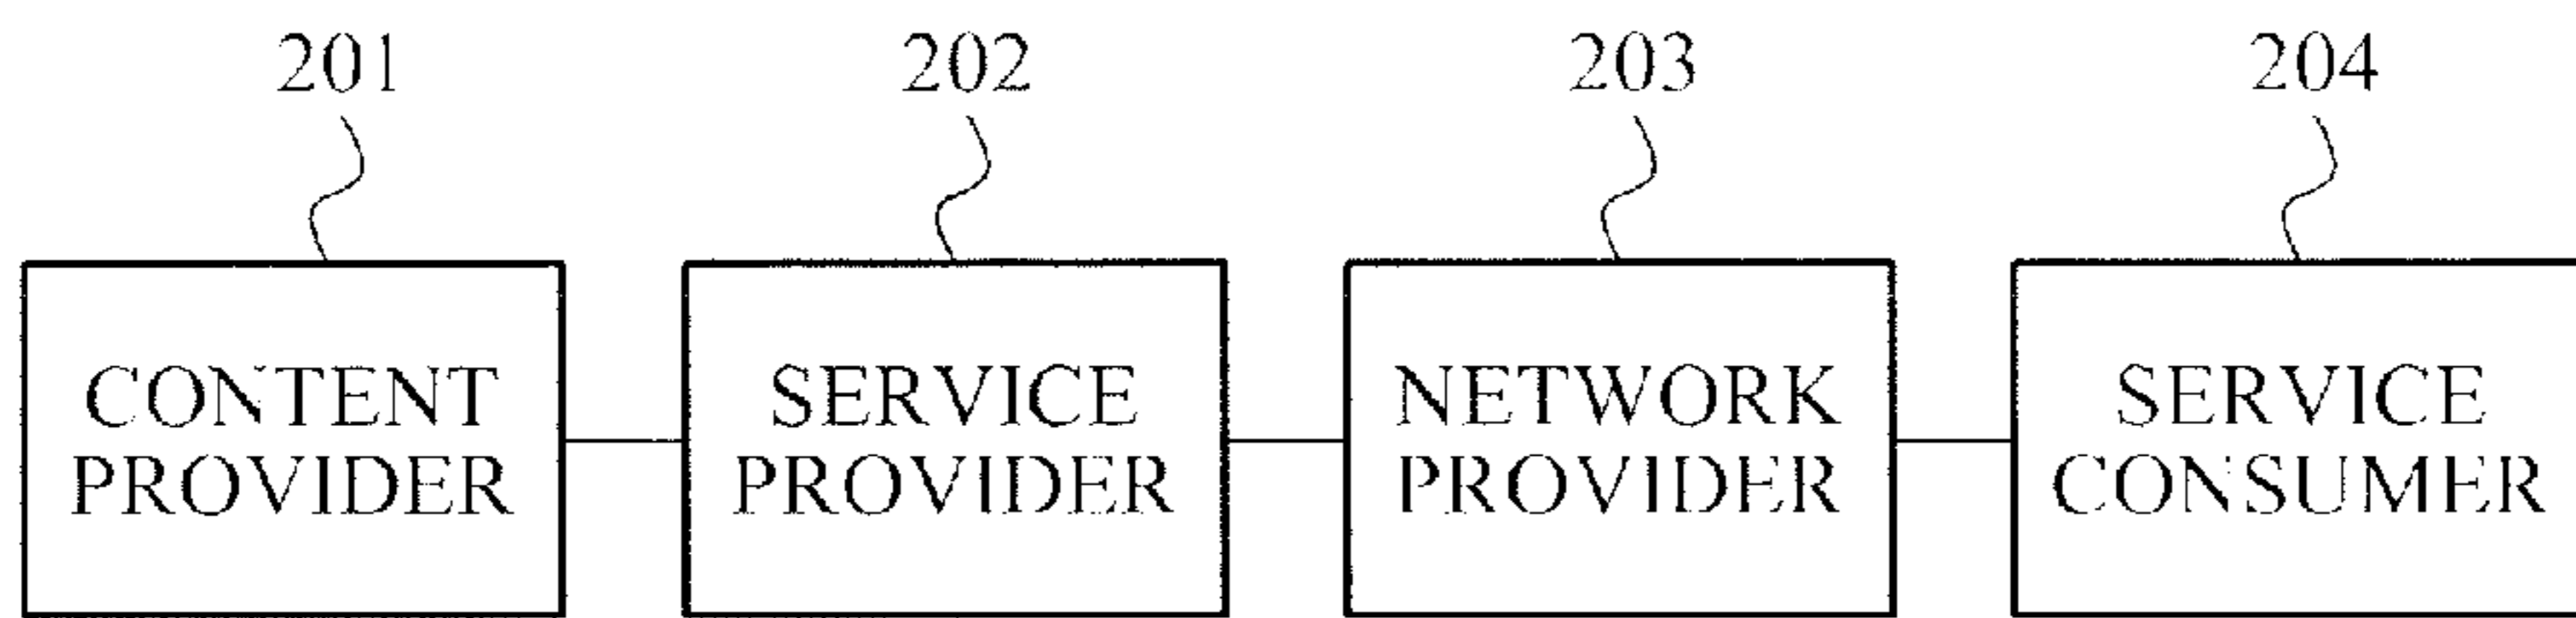 201 202 203 204
CONTENT PROVIDER
SERVICE PROVIDER
NETWORK PROVIDER
SERVICE CONSUMER